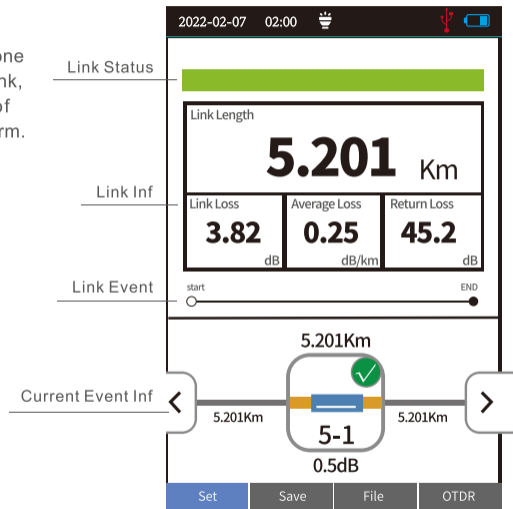 2022-02-07 02:00
one
nk,
of
rm.
Link Status
Link Length
5.201 Km
Link Inf
Link Loss
3.82
dB
Average Loss
0.25
dB/km
Return Loss
45.2
dB
Link Event
start
END
5.201Km
Current Event Inf
5.201Km
5.201Km
5-1
0.5dB
Set
Save
File
OTDR